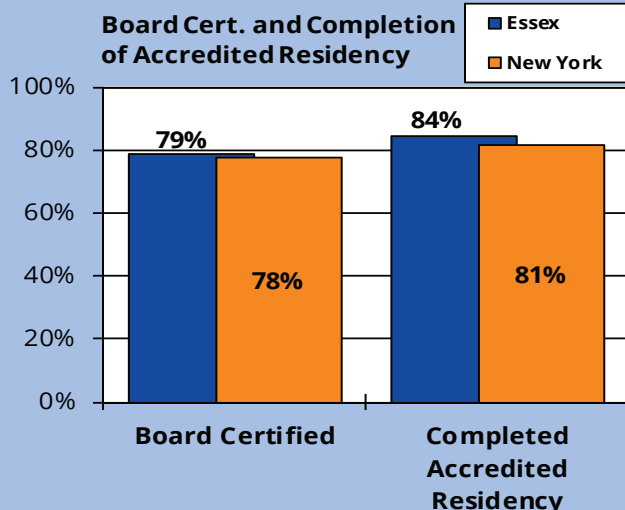 Board Cert. and Completion
of Accredited Residency
Essex
New York
100%
80%
60%
40%
20%
0%
79%
78%
84%
81%
Board Certified
Completed
Accredited
Residency